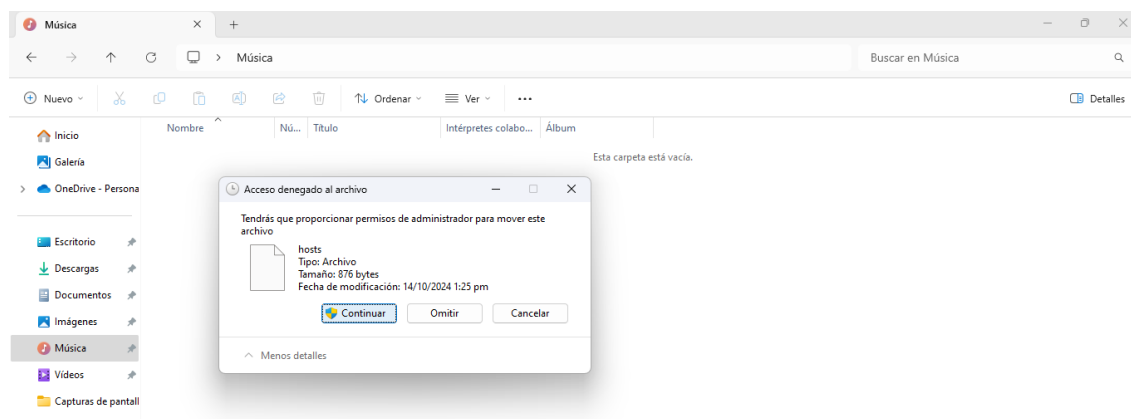 Música
Música
Buscar en Música
Nuevo
Ordenar
Ver
Detalles
Inicio
Galería
OneDrive - Persona
Escritorio
Descargas
Documentos
Imágenes
Música
Vídeos
Capturas de pantall
Nombre Nú... Título Intérpretes colabo... Álbum
Esta carpeta está vacía.
Acceso denegado al archivo
Tendrás que proporcionar permisos de administrador para mover este
archivo
hosts
Tipo: Archivo
Tamaño: 876 bytes
Fecha de modificación: 14/10/2024 1:25 pm
Continuar Omitir Cancelar
Menos detalles